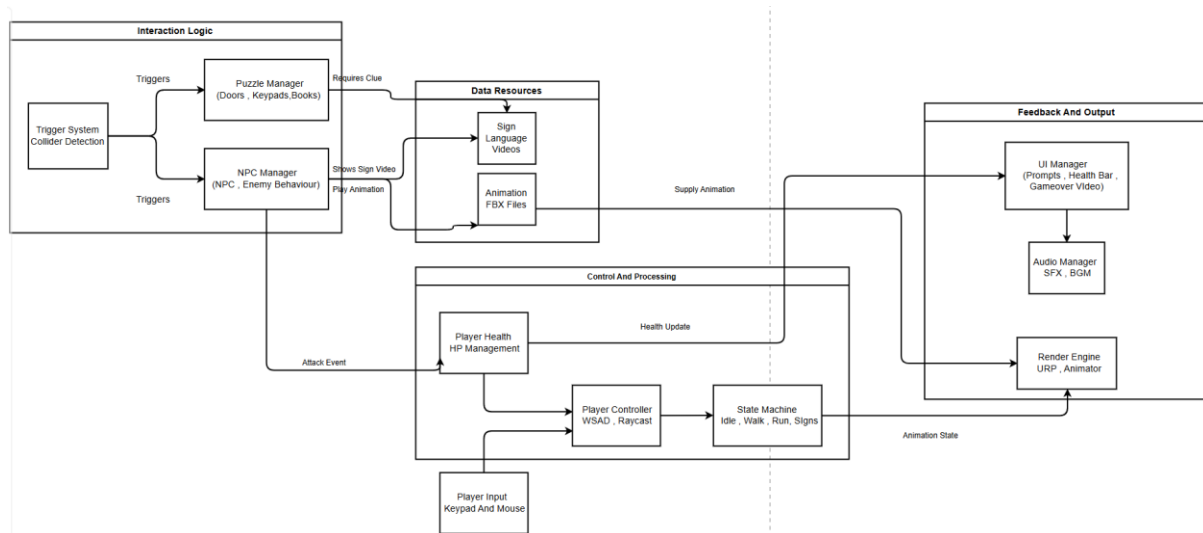 Interaction Logic
Triggers
Puzzle Manager
(Doors , Keypads,Books)
Requires Clue
Trigger System
Collider Detection
NPC Manager
(NPC , Enemy Behaviour)
Shows Sign Video
Play Animation
Triggers
Data Resources
Sign
Language
Videos
Animation
FBX Files
Supply Animation
Feedback And Output
UI Manager
(Prompts , Health Bar ,
Gameover VIdeo)
Audio Manager
SFX , BGM
Render Engine
URP , Animator
Control And Processing
Player Health
HP Management
Health Update
Attack Event
Player Controller
WSAD , Raycast
State Machine
Idle , Walk , Run, SIgns
Animation State
Player Input
Keypad And Mouse